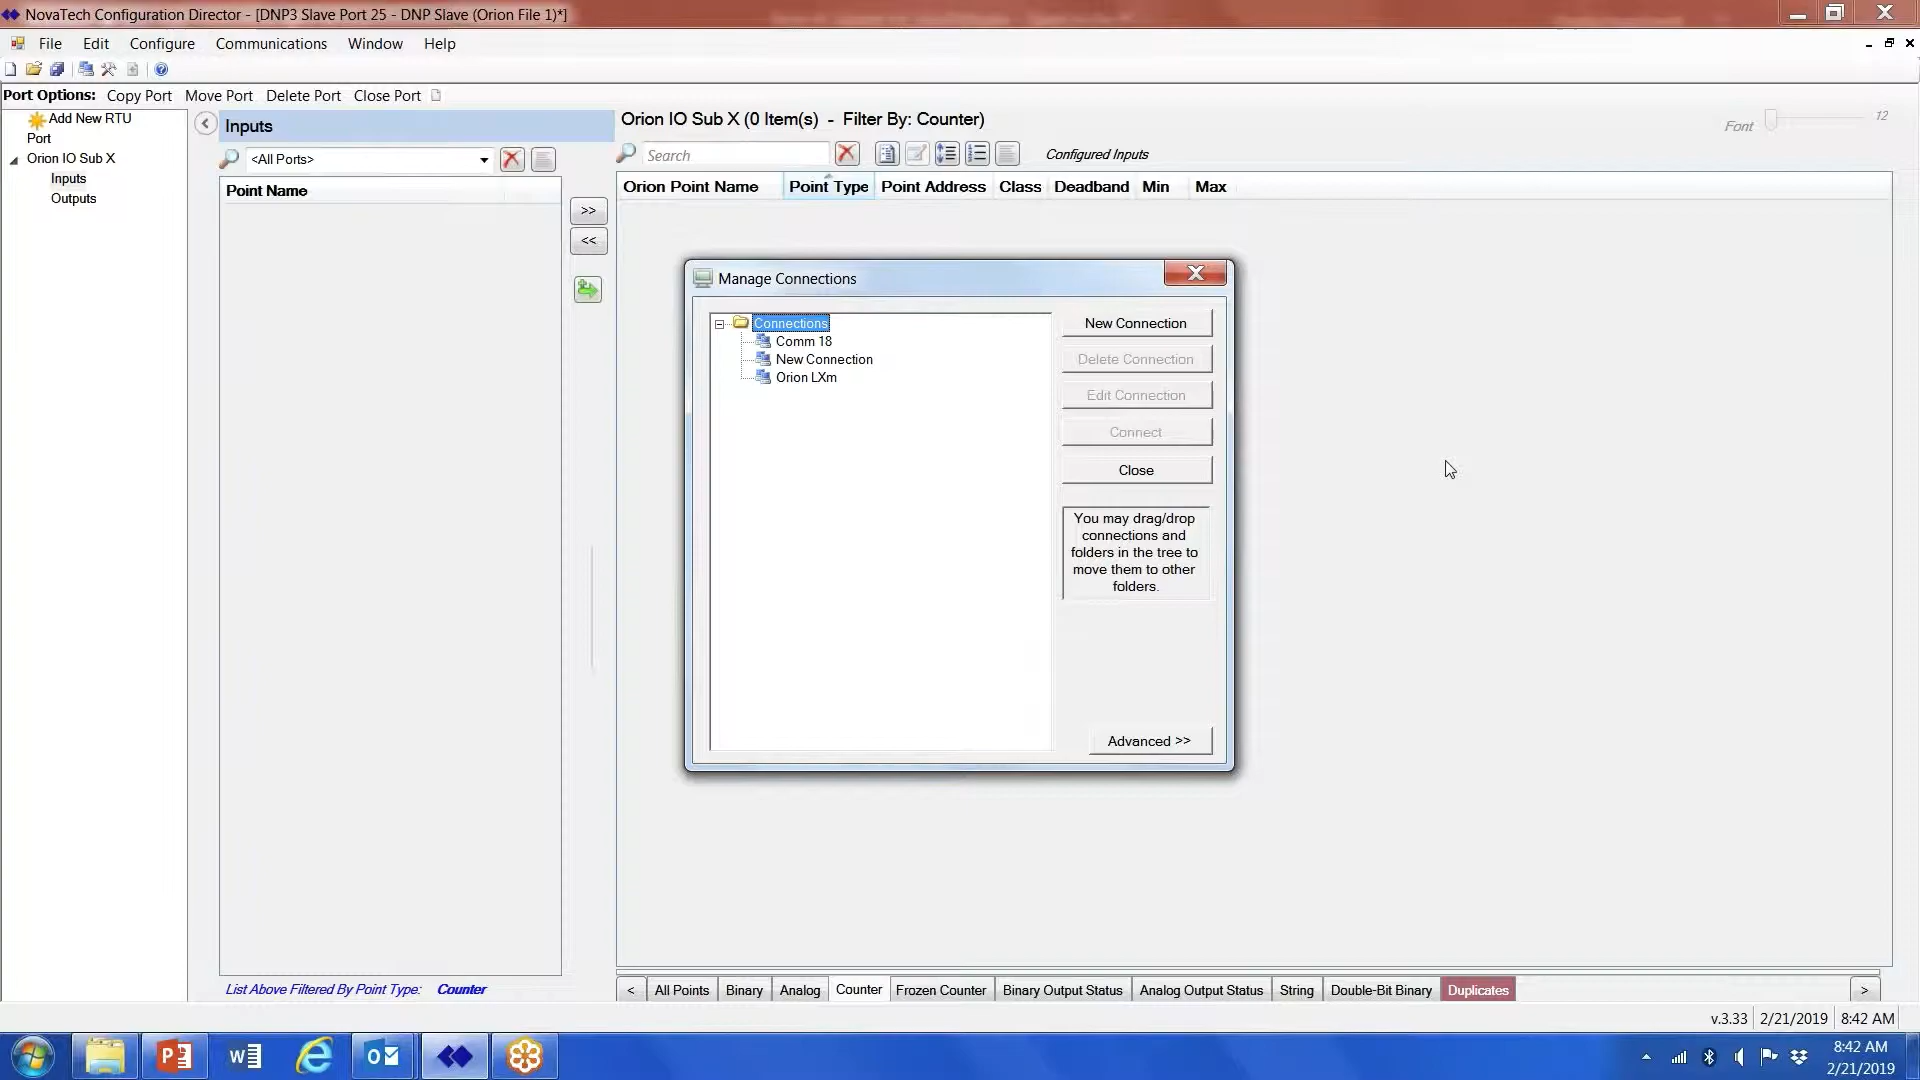 NovaTech Configuration Director - [DNP3 Slave Port 25 - DNP Slave (Orion File 1)*]
File Edit Configure Communications Window Help
Port Options: Copy Port Move Port Delete Port Close Port
Add New RTU
Port
Orion IO Sub X
Inputs
Outputs
Inputs
<All Ports>
Point Name
>>
<<
List Above Filtered By Point Type: Counter
Orion IO Sub X (0 Item(s) - Filter By: Counter)
Font 12
Search
Configured Inputs
Orion Point Name Point Type Point Address Class Deadband Min Max
Manage Connections
Connections
Comm 18
New Connection
Orion LXm
New Connection
Delete Connection
Edit Connection
Connect
Close
You may drag/drop
connections and
folders in the tree to
move them to other
folders.
Advanced >>
< All Points Binary Analog Counter Frozen Counter Binary Output Status Analog Output Status String Double-Bit Binary Duplicates >
v.3.33 2/21/2019 8:42 AM
8:42 AM
2/21/2019